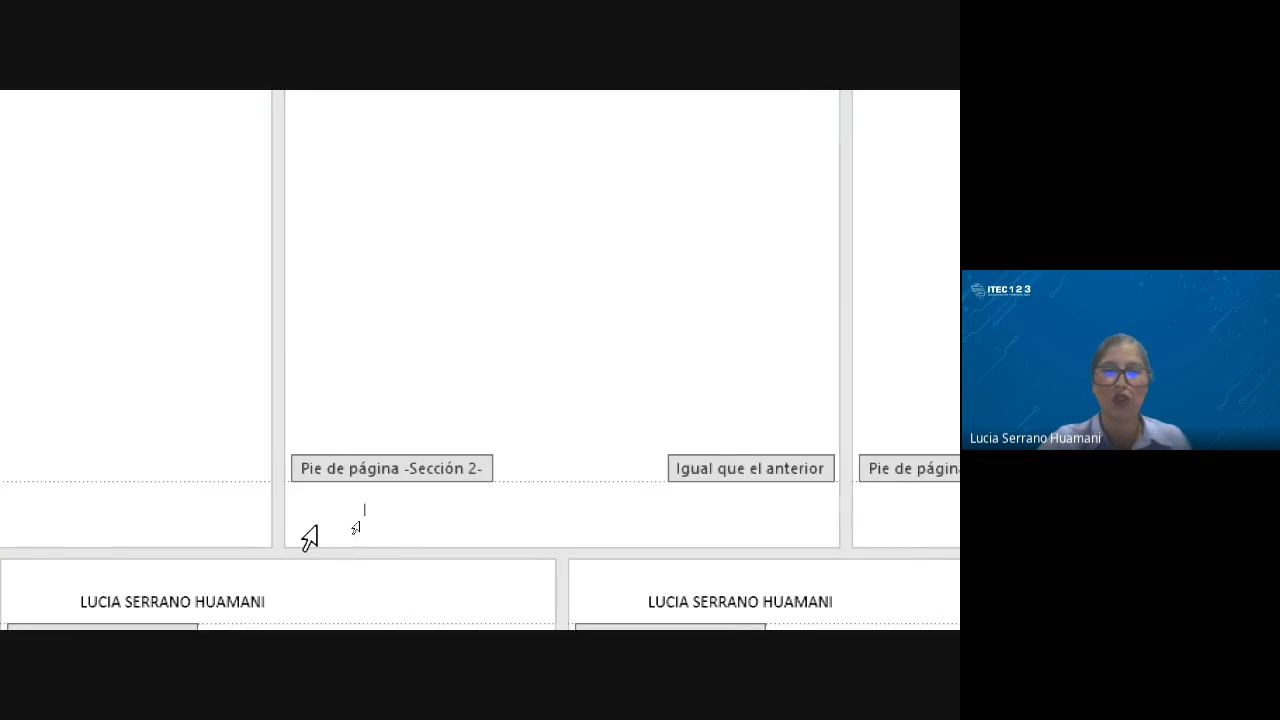 Pie de página -Sección 2-
Igual que el anterior
Pie de págin
LUCIA SERRANO HUAMANI
LUCIA SERRANO HUAMANI
ITEC 1 2 3
Lucia Serrano Huamani